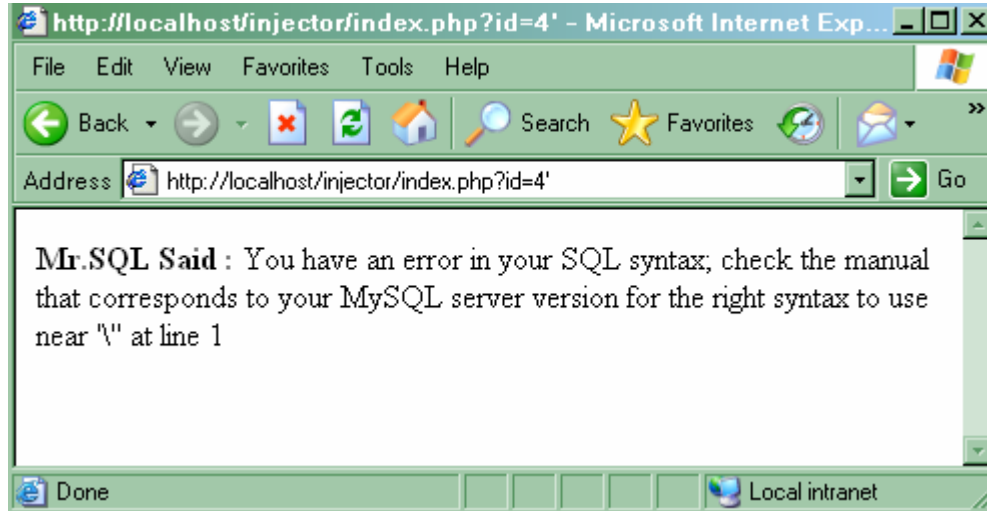 http://localhost/injector/index.php?id=4' - Microsoft Internet Exp...
File Edit View Favorites Tools Help
Back Search Favorites »
Address http://localhost/injector/index.php?id=4' Go
Mr.SQL Said : You have an error in your SQL syntax; check the manual
that corresponds to your MySQL server version for the right syntax to use
near '\'' at line 1
Done Local intranet